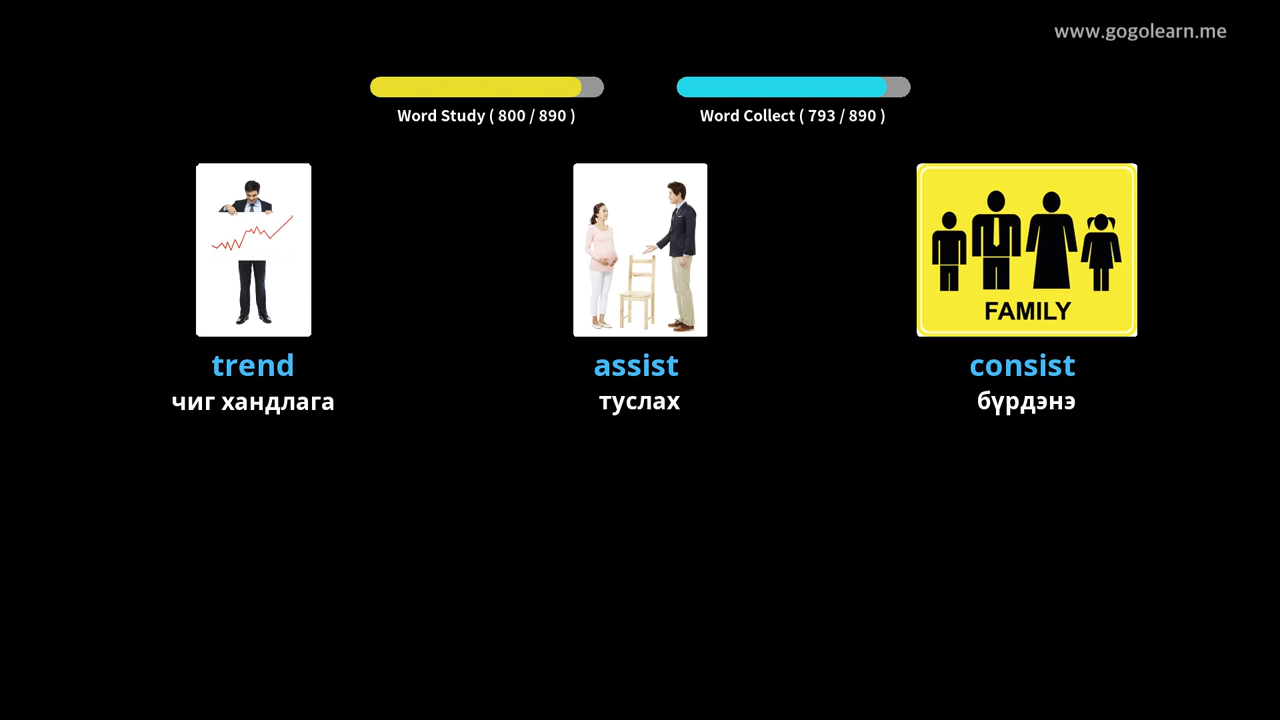 www.gogolearn.me
Word Study ( 800 / 890 )
Word Collect ( 793 / 890 )
FAMILY
trend
assist
consist
чиг хандлага
туслах
бүрдэнэ